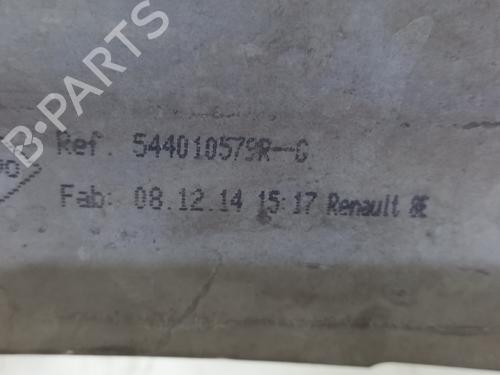 B-PARTS
Ref. 544010579R--G
Fab: 08.12.14 15:17 Renault